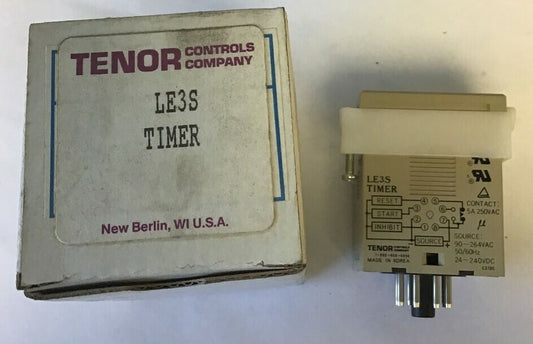 TENOR CONTROLS COMPANY
LE3S
TIMER
New Berlin, WI U.S.A.
LE3S
TIMER
RESET
START
INHIBIT
CONTACT:
5A 250VAC
μ
SOURCE
TENOR
MADE IN KOREA
SOURCE:
90~264VAC
50/60Hz
24~240VDC